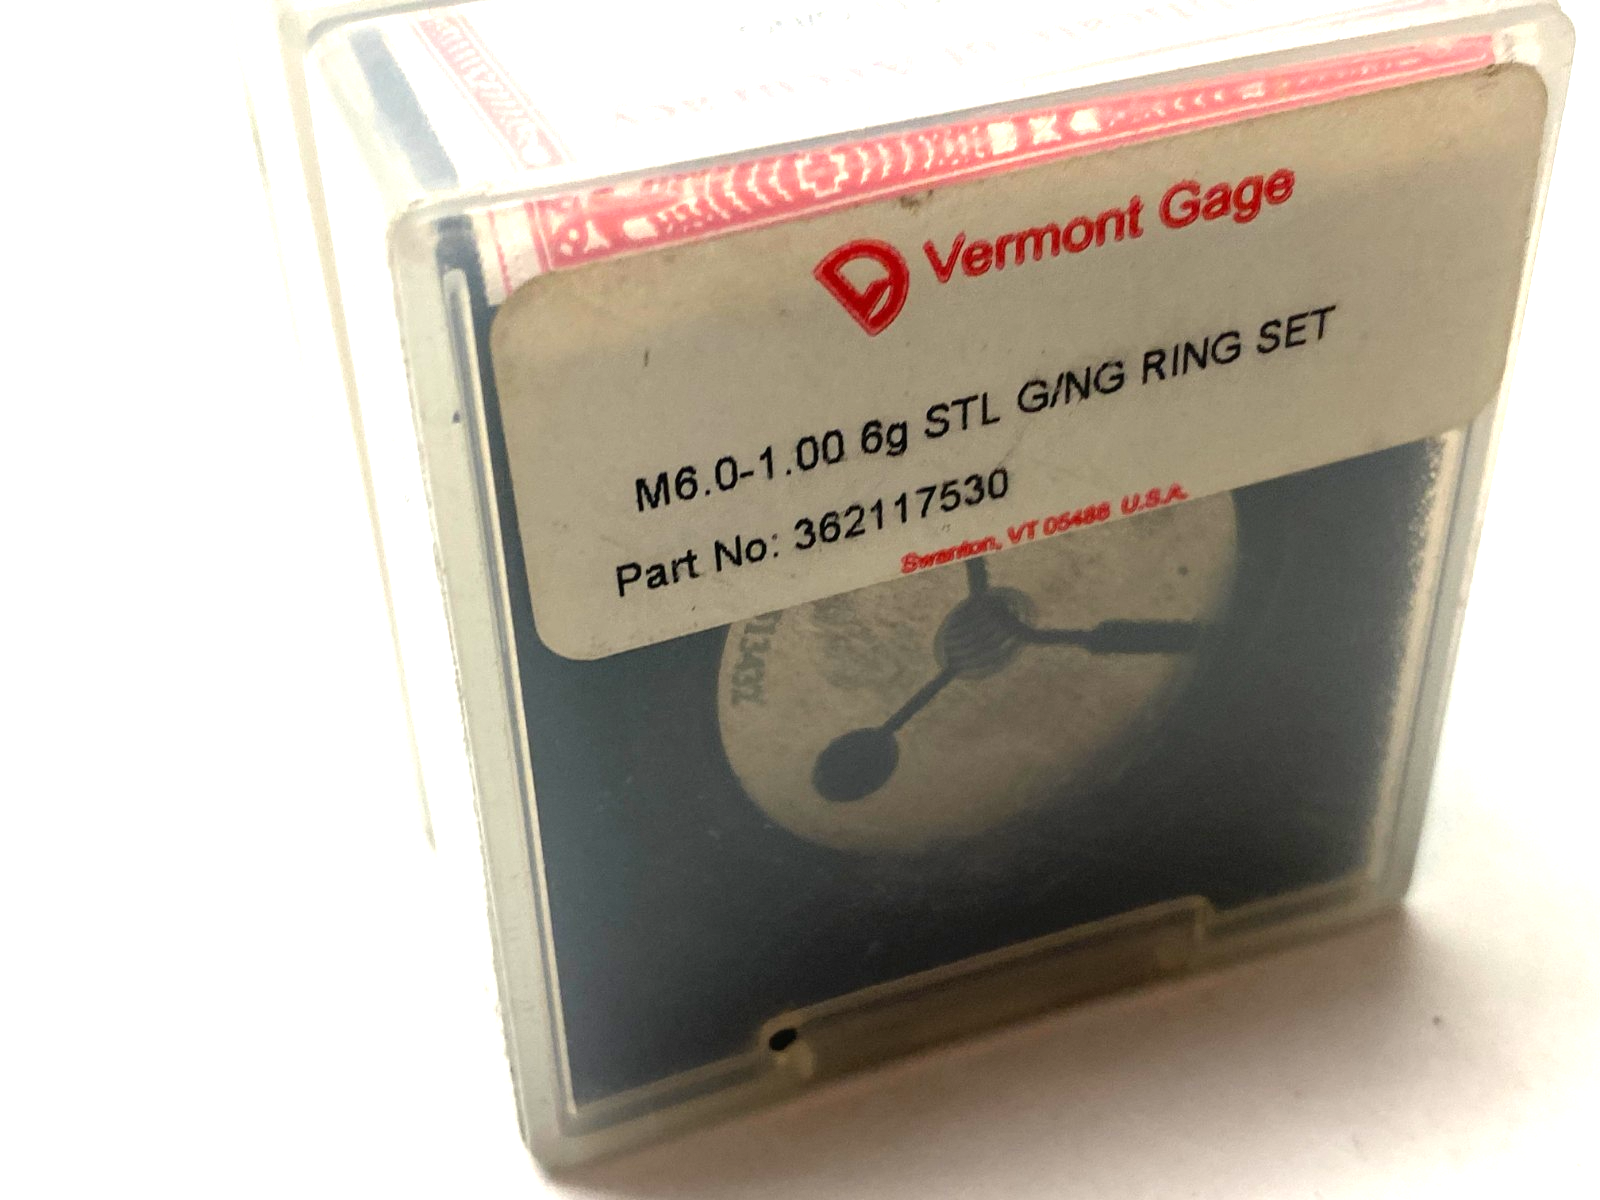 Vermont Gage
M6.0-1.00 6g STL G/NG RING SET
Part No: 362117530
Swanton, VT 05488 U.S.A.